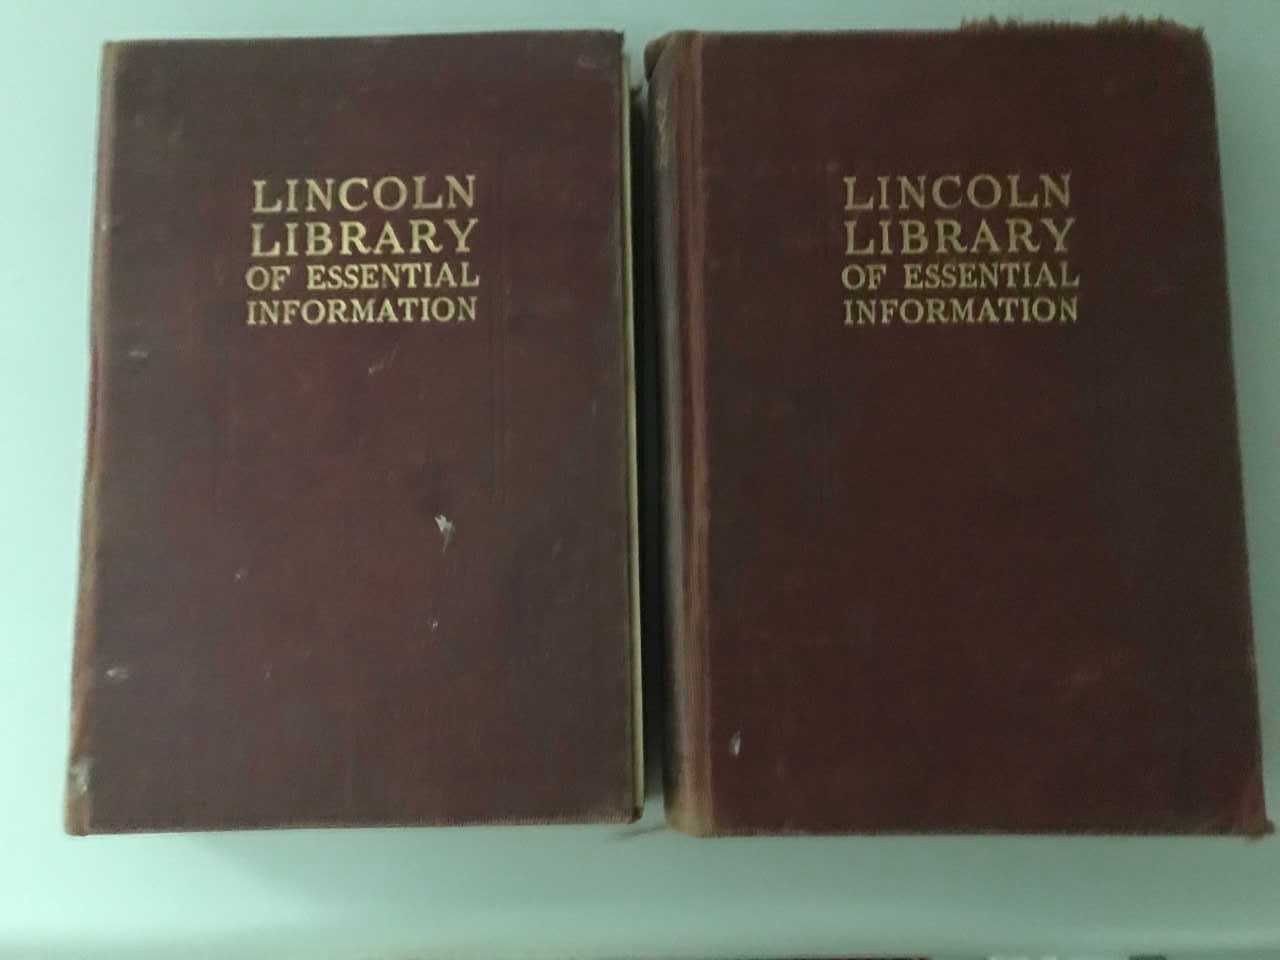 LINCOLN
LIBRARY
OF ESSENTIAL
INFORMATION
LINCOLN
LIBRARY
OF ESSENTIAL
INFORMATION